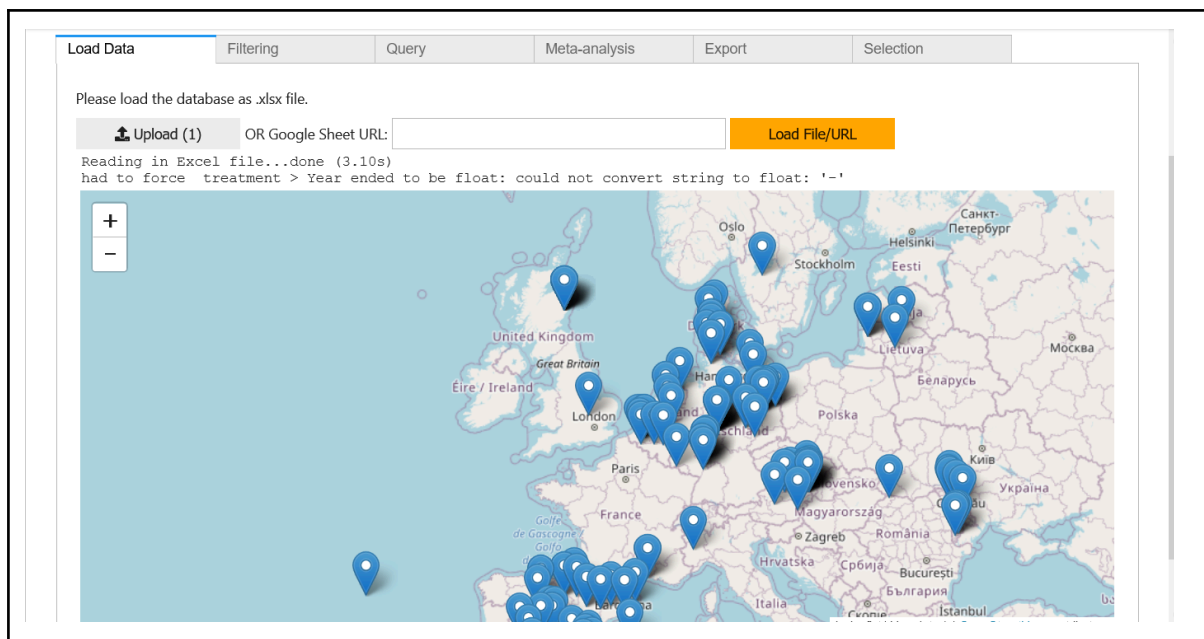 Load Data Filtering Query Meta-analysis Export Selection
Please load the database as .xlsx file.
Upload (1) OR Google Sheet URL: Load File/URL
Reading in Excel file...done (3.10s)
had to force  treatment > Year ended to be float: could not convert string to float: '-'
+
−
Oslo
Санкт-
Петербург
Helsinki
Stockholm
Eesti
United Kingdom
Lietuva
Москва
Great Britain
Éire / Ireland
Беларусь
London
Polska
Paris
Київ
Україна
France
Magyarország
Golfe
de Gascogne /
Golfo
Zagreb
România
Hrvatska
Србија
București
България
Italia
İstanbul